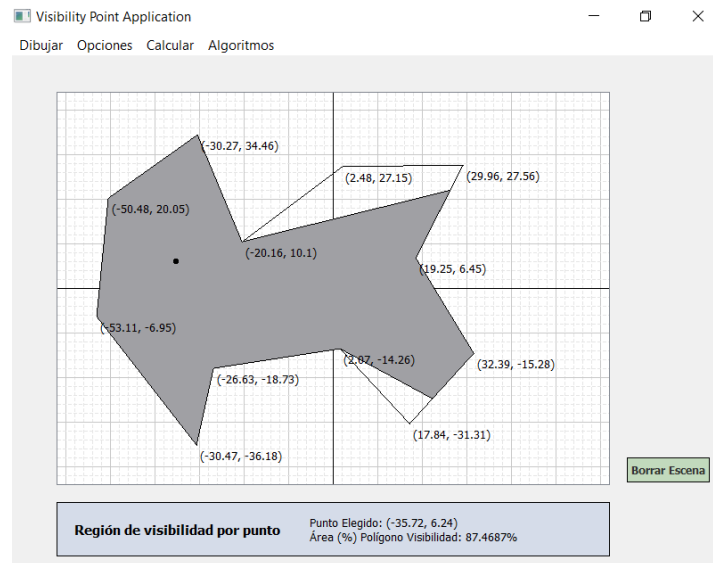 Visibility Point Application
Dibujar Opciones Calcular Algoritmos
(-30.27, 34.46)
(2.48, 27.15)
(29.96, 27.56)
(-50.48, 20.05)
(-20.16, 10.1)
(19.25, 6.45)
(-53.11, -6.95)
(2.07, -14.26)
(32.39, -15.28)
(-26.63, -18.73)
(17.84, -31.31)
(-30.47, -36.18)
Borrar Escena
Región de visibilidad por punto
Punto Elegido: (-35.72, 6.24)
Área (%) Polígono Visibilidad: 87.4687%